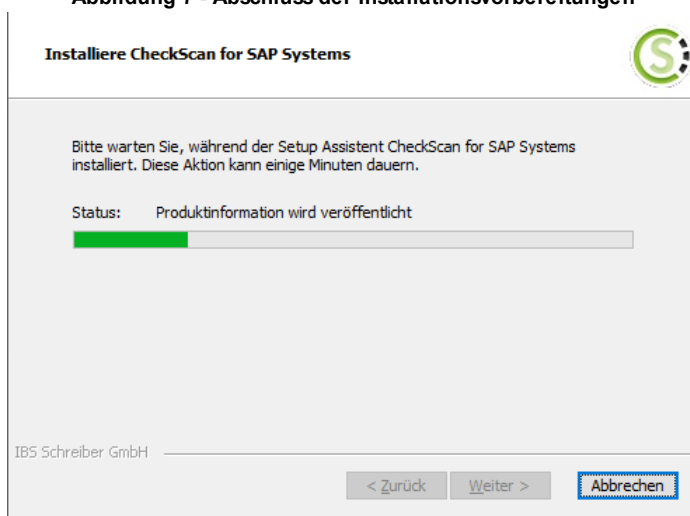 Abbildung 7 - Abschluss der Installationsvorbereitungen
Installiere CheckScan for SAP Systems
S
Bitte warten Sie, während der Setup Assistent CheckScan for SAP Systems
installiert. Diese Aktion kann einige Minuten dauern.
Status: Produktinformation wird veröffentlicht
IBS Schreiber GmbH
< Zurück Weiter > Abbrechen